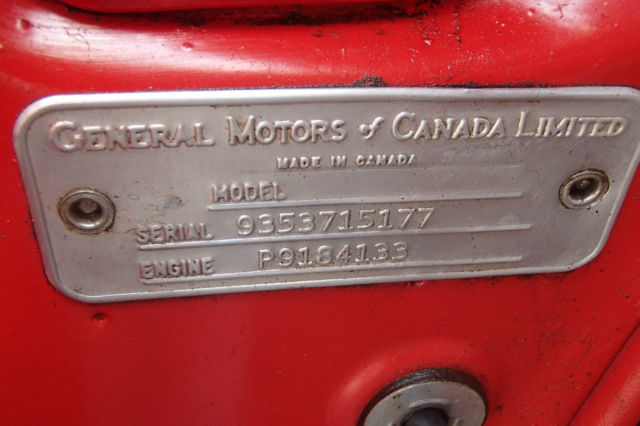 GENERAL MOTORS of CANADA LIMITED
MADE IN CANADA
MODEL
SERIAL 9353715177
ENGINE P9184133